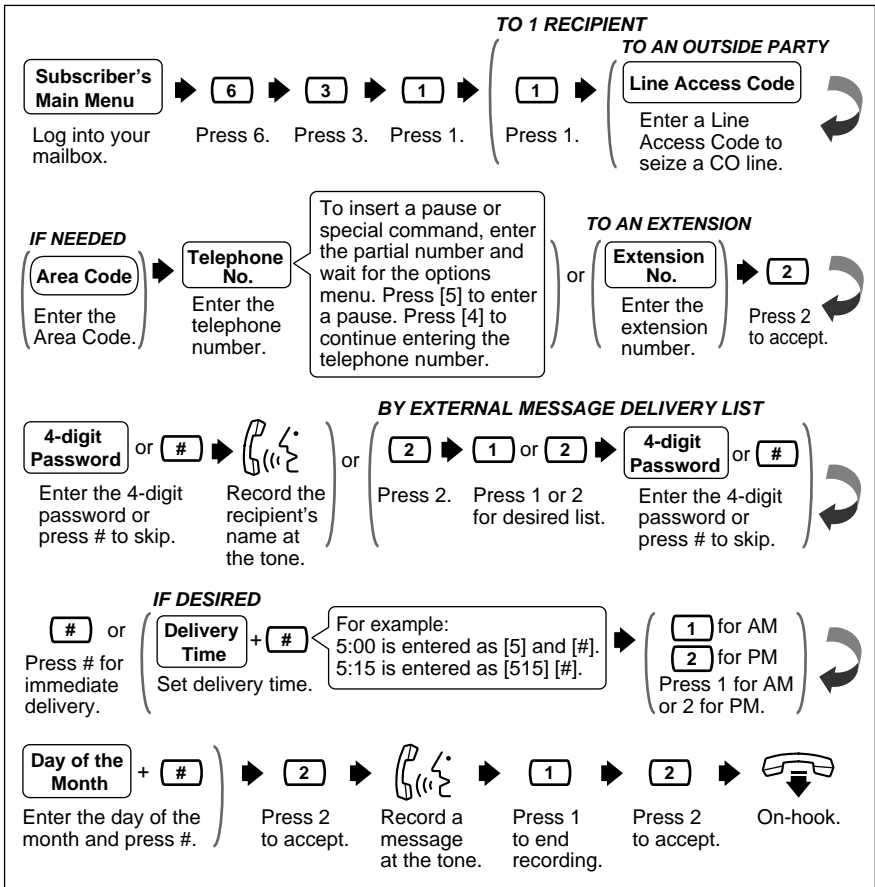 TO 1 RECIPIENT
TO AN OUTSIDE PARTY
Subscriber's
Main Menu
6
3
1
1
Line Access Code
Log into your
mailbox.
Press 6.
Press 3.
Press 1.
Press 1.
Enter a Line
Access Code to
seize a CO line.
IF NEEDED
Area Code
Enter the
Area Code.
Telephone
No.
Enter the
telephone
number.
To insert a pause or
special command, enter
the partial number and
wait for the options
menu. Press [5] to enter
a pause. Press [4] to
continue entering the
telephone number.
or
TO AN EXTENSION
Extension
No.
Enter the
extension
number.
2
Press 2
to accept.
4-digit
Password
or #
Enter the 4-digit
password or
press # to skip.
Record the
recipient's
name at
the tone.
or
BY EXTERNAL MESSAGE DELIVERY LIST
2
Press 2.
1 or 2
Press 1 or 2
for desired list.
4-digit
Password
or #
Enter the 4-digit
password or
press # to skip.
# or
Press # for
immediate
delivery.
IF DESIRED
Delivery
Time
+ #
Set delivery time.
For example:
5:00 is entered as [5] and [#].
5:15 is entered as [515] [#].
1 for AM
2 for PM
Press 1 for AM
or 2 for PM.
Day of the
Month
+ #
Enter the day of the
month and press #.
2
Press 2
to accept.
Record a
message
at the tone.
1
Press 1
to end
recording.
2
Press 2
to accept.
On-hook.